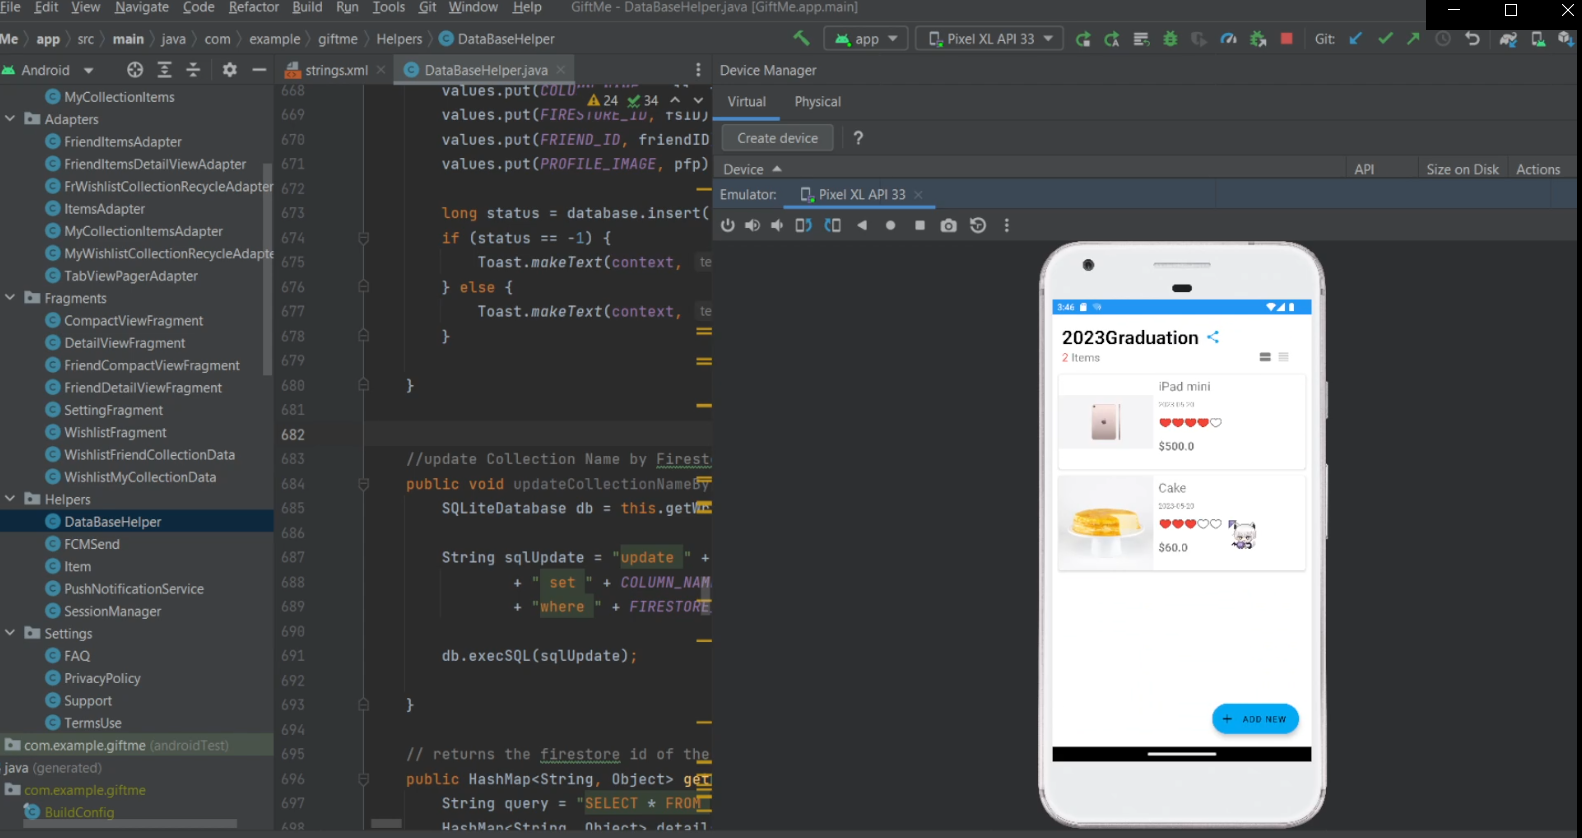 File Edit View Navigate Code Refactor Build Run Tools Git Window Help GiftMe - DataBaseHelper.java [GiftMe.app.main]
Me app src main java com example giftme Helpers DataBaseHelper
app Pixel XL API 33 Git:
Android
strings.xml DataBaseHelper.java
MyCollectionItems
Adapters
FriendItemsAdapter
FriendItemsDetailViewAdapter
FrWishlistCollectionRecycleAdapter
ItemsAdapter
MyCollectionItemsAdapter
MyWishlistCollectionRecycleAdapte
TabViewPagerAdapter
Fragments
CompactViewFragment
DetailViewFragment
FriendCompactViewFragment
FriendDetailViewFragment
SettingFragment
WishlistFragment
WishlistFriendCollectionData
WishlistMyCollectionData
Helpers
DataBaseHelper
FCMSend
Item
PushNotificationService
SessionManager
Settings
FAQ
PrivacyPolicy
Support
TermsUse
com.example.giftme (androidTest)
java (generated)
com.example.giftme
BuildConfig
24 34
668 values.put(
669 values.put(FIRESTORE_ID, fsID)
670 values.put(FRIEND_ID, friendID
671 values.put(PROFILE_IMAGE, pfp)
672
673 long status = database.insert(
674 if (status == -1) {
675 Toast.makeText(context, te
676 } else {
677 Toast.makeText(context, te
678 }
679
680 }
681
682
683 //update Collection Name by Firest
684 public void updateCollectionNameBy
685 SQLiteDatabase db = this.getWr
686
687 String sqlUpdate = "update " +
688 + " set " + COLUMN_NAM
689 + "where " + FIRESTORE
690
691 db.execSQL(sqlUpdate);
692
693 }
694
695 // returns the firestore id of the
696 public HashMap<String, Object> get
697 String query = "SELECT * FROM
698 HashMap<String, Object> detail
Device Manager
Virtual Physical
Create device ?
Device API Size on Disk Actions
Emulator: Pixel XL API 33
3:46
2023Graduation
2 Items
iPad mini
2023-05-20
$500.0
Cake
2023-05-20
$60.0
+ ADD NEW